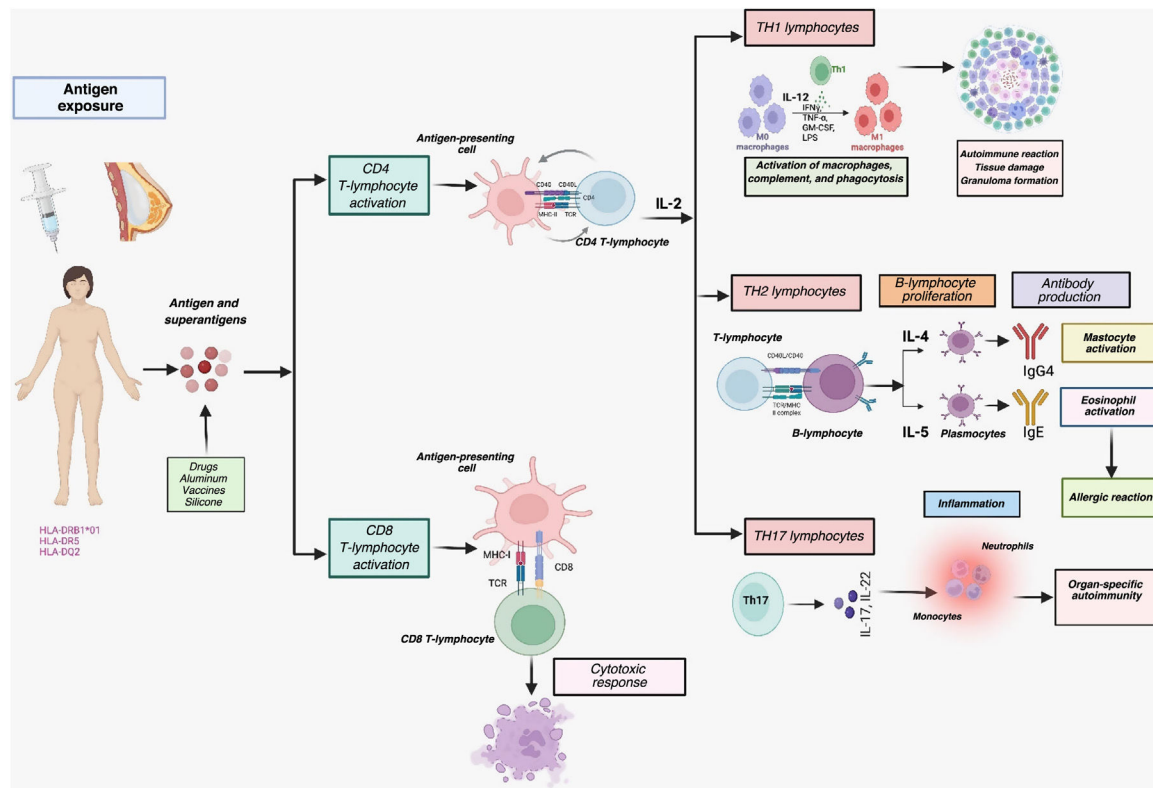 Antigen
exposure
Antigen and
superantigens
Drugs
Aluminum
Vaccines
Silicone
HLA-DRB1*01
HLA-DR5
HLA-DQ2
CD4
T-lymphocyte
activation
Antigen-presenting
cell
CD40
CD40L
CD4
MHC-II
TCR
CD4 T-lymphocyte
IL-2
CD8
T-lymphocyte
activation
Antigen-presenting
cell
MHC-I
TCR
CD8
CD8 T-lymphocyte
Cytotoxic
response
TH1 lymphocytes
Th1
IL-12
IFNγ,
TNF-α,
GM-CSF,
LPS
M0
macrophages
M1
macrophages
Activation of macrophages,
complement, and phagocytosis
Autoimmune reaction
Tissue damage
Granuloma formation
TH2 lymphocytes
B-lymphocyte
proliferation
Antibody
production
T-lymphocyte
CD40L/CD40
TCR/MHC
II complex
B-lymphocyte
IL-4
IL-5
Plasmocytes
IgG4
IgE
Mastocyte
activation
Eosinophil
activation
Allergic reaction
TH17 lymphocytes
Th17
IL-17, IL-22
Inflammation
Neutrophils
Monocytes
Organ-specific
autoimmunity